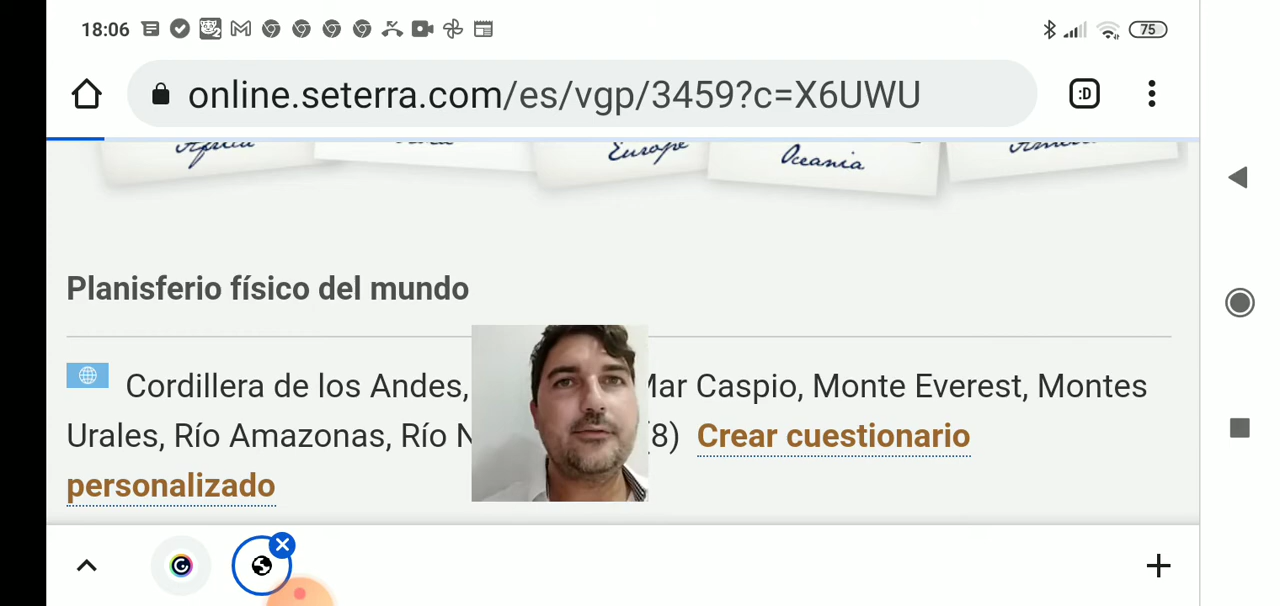 18:06
75
online.seterra.com/es/vgp/3459?c=X6UWU
:D
Europe
Oceania
Planisferio físico del mundo
Cordillera de los Andes, Mar Caspio, Monte Everest, Montes
Urales, Río Amazonas, Río (8) Crear cuestionario
personalizado